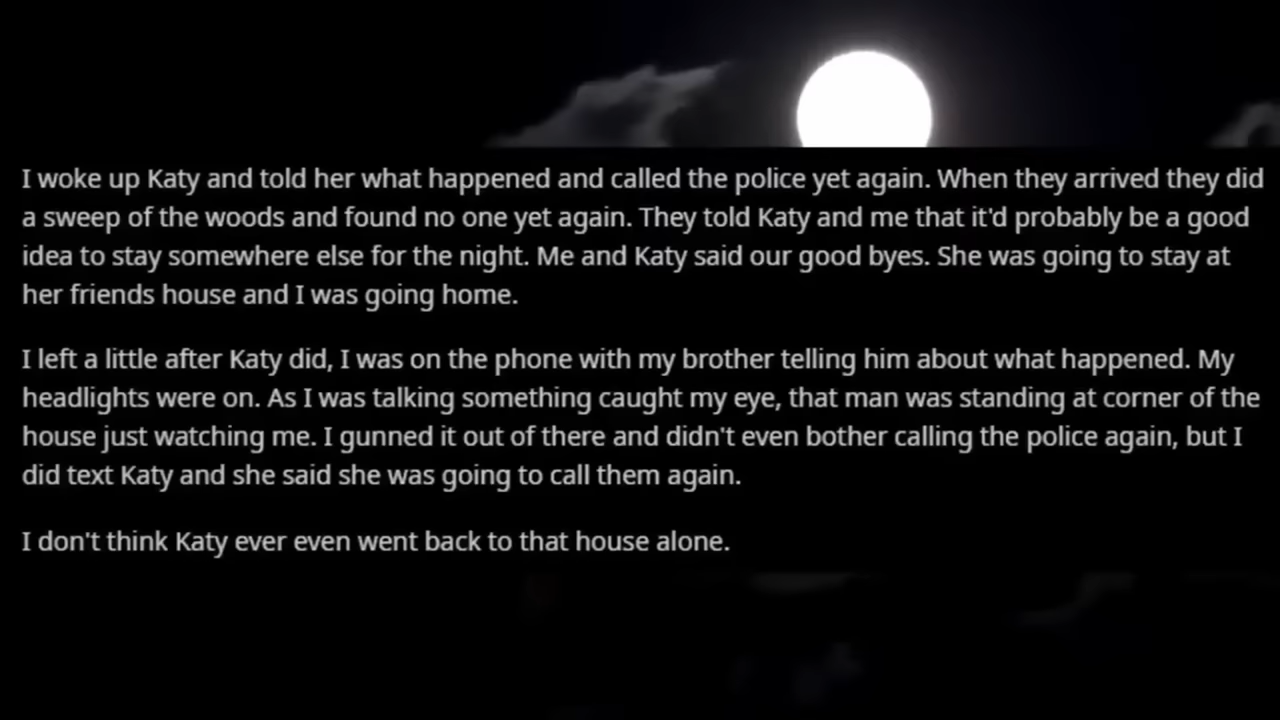 I woke up Katy and told her what happened and called the police yet again. When they arrived they did
a sweep of the woods and found no one yet again. They told Katy and me that it'd probably be a good
idea to stay somewhere else for the night. Me and Katy said our good byes. She was going to stay at
her friends house and I was going home.
I left a little after Katy did, I was on the phone with my brother telling him about what happened. My
headlights were on. As I was talking something caught my eye, that man was standing at corner of the
house just watching me. I gunned it out of there and didn't even bother calling the police again, but I
did text Katy and she said she was going to call them again.
I don't think Katy ever even went back to that house alone.